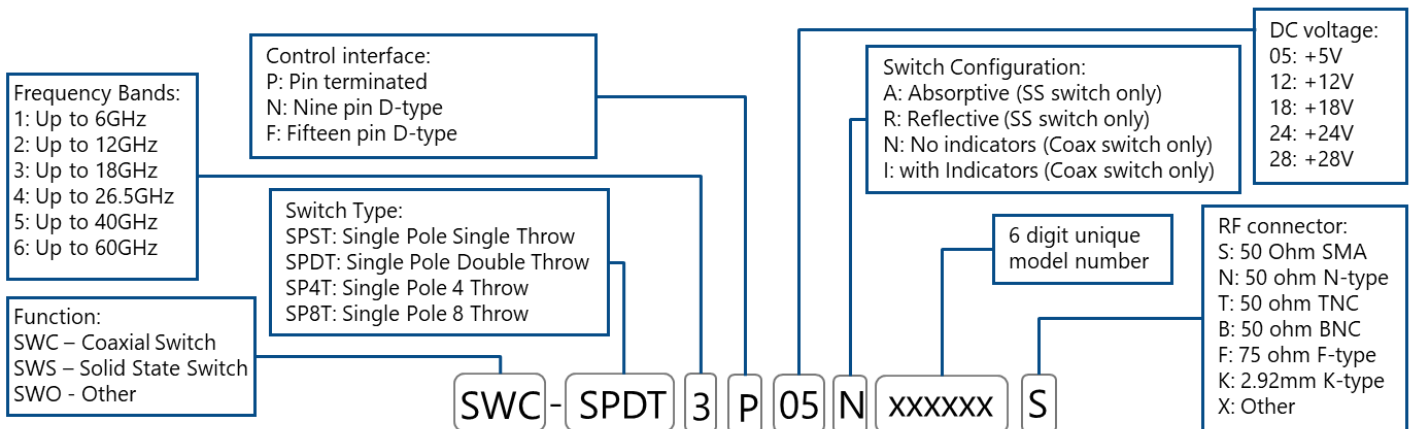 DC voltage:
05: +5V
12: +12V
18: +18V
24: +24V
28: +28V
Control interface:
P: Pin terminated
N: Nine pin D-type
F: Fifteen pin D-type
Switch Configuration:
A: Absorptive (SS switch only)
R: Reflective (SS switch only)
N: No indicators (Coax switch only)
I: with Indicators (Coax switch only)
Frequency Bands:
1: Up to 6GHz
2: Up to 12GHz
3: Up to 18GHz
4: Up to 26.5GHz
5: Up to 40GHz
6: Up to 60GHz
Switch Type:
SPST: Single Pole Single Throw
SPDT: Single Pole Double Throw
SP4T: Single Pole 4 Throw
SP8T: Single Pole 8 Throw
6 digit unique
model number
RF connector:
S: 50 Ohm SMA
N: 50 ohm N-type
T: 50 ohm TNC
B: 50 ohm BNC
F: 75 ohm F-type
K: 2.92mm K-type
X: Other
Function:
SWC – Coaxial Switch
SWS – Solid State Switch
SWO - Other
SWC - SPDT 3 P 05 N xxxxxx S